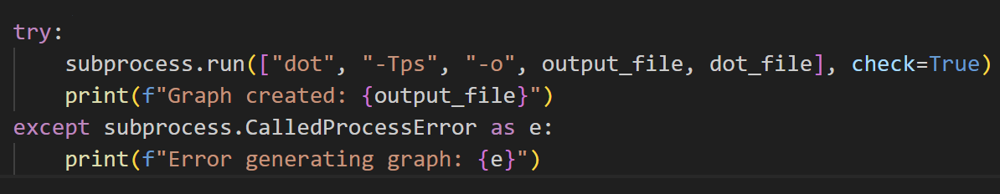 try:
    subprocess.run(["dot", "-Tps", "-o", output_file, dot_file], check=True)
    print(f"Graph created: {output_file}")
except subprocess.CalledProcessError as e:
    print(f"Error generating graph: {e}")